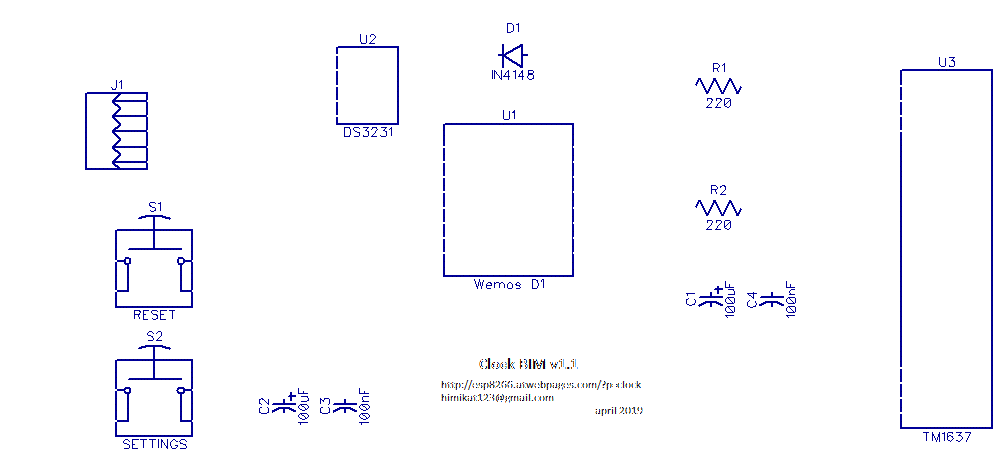 D1
IN4148
U2
DS3231
R1
220
U3
TM1637
J1
U1
Wemos D1
S1
RESET
R2
220
C1
100uF
C4
100nF
S2
SETTINGS
C2
100uF
C3
100nF
Clock BIM v1.1
http://esp8266.atwebpages.com/?p=clock
himikat123@gmail.com
april 2019